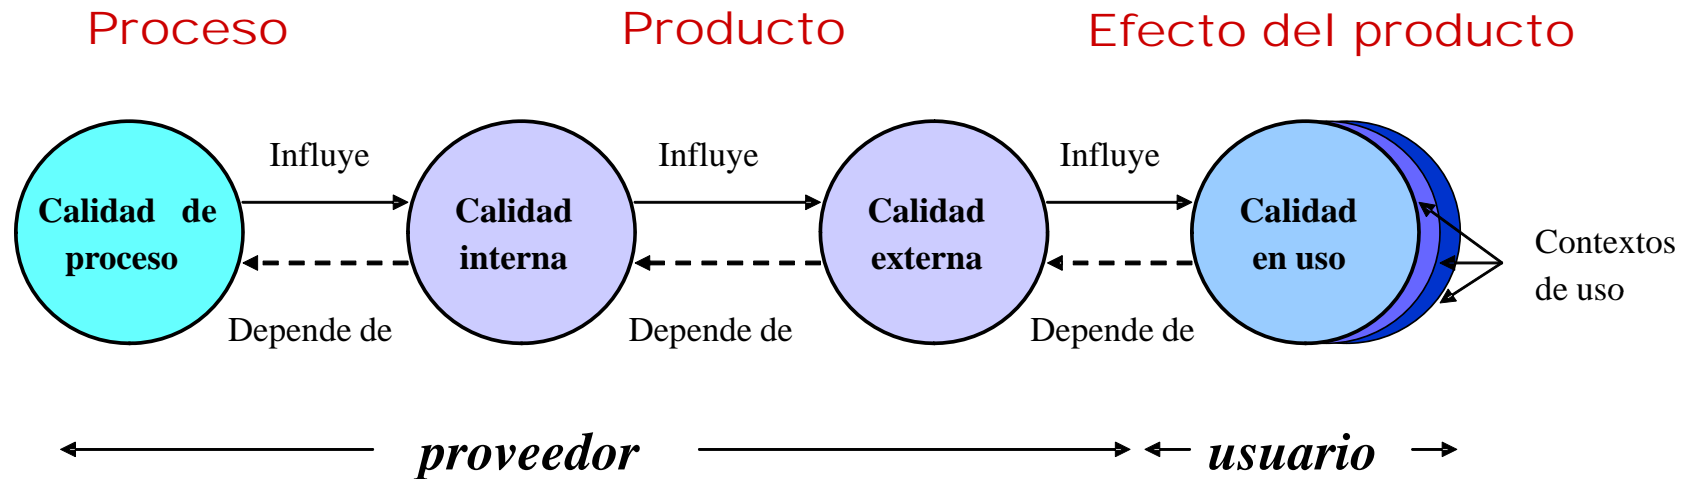 Proceso
Producto
Efecto del producto
Influye
Influye
Influye
Calidad de
proceso
Calidad
interna
Calidad
externa
Calidad
en uso
Contextos
de uso
Depende de
Depende de
Depende de
proveedor
usuario